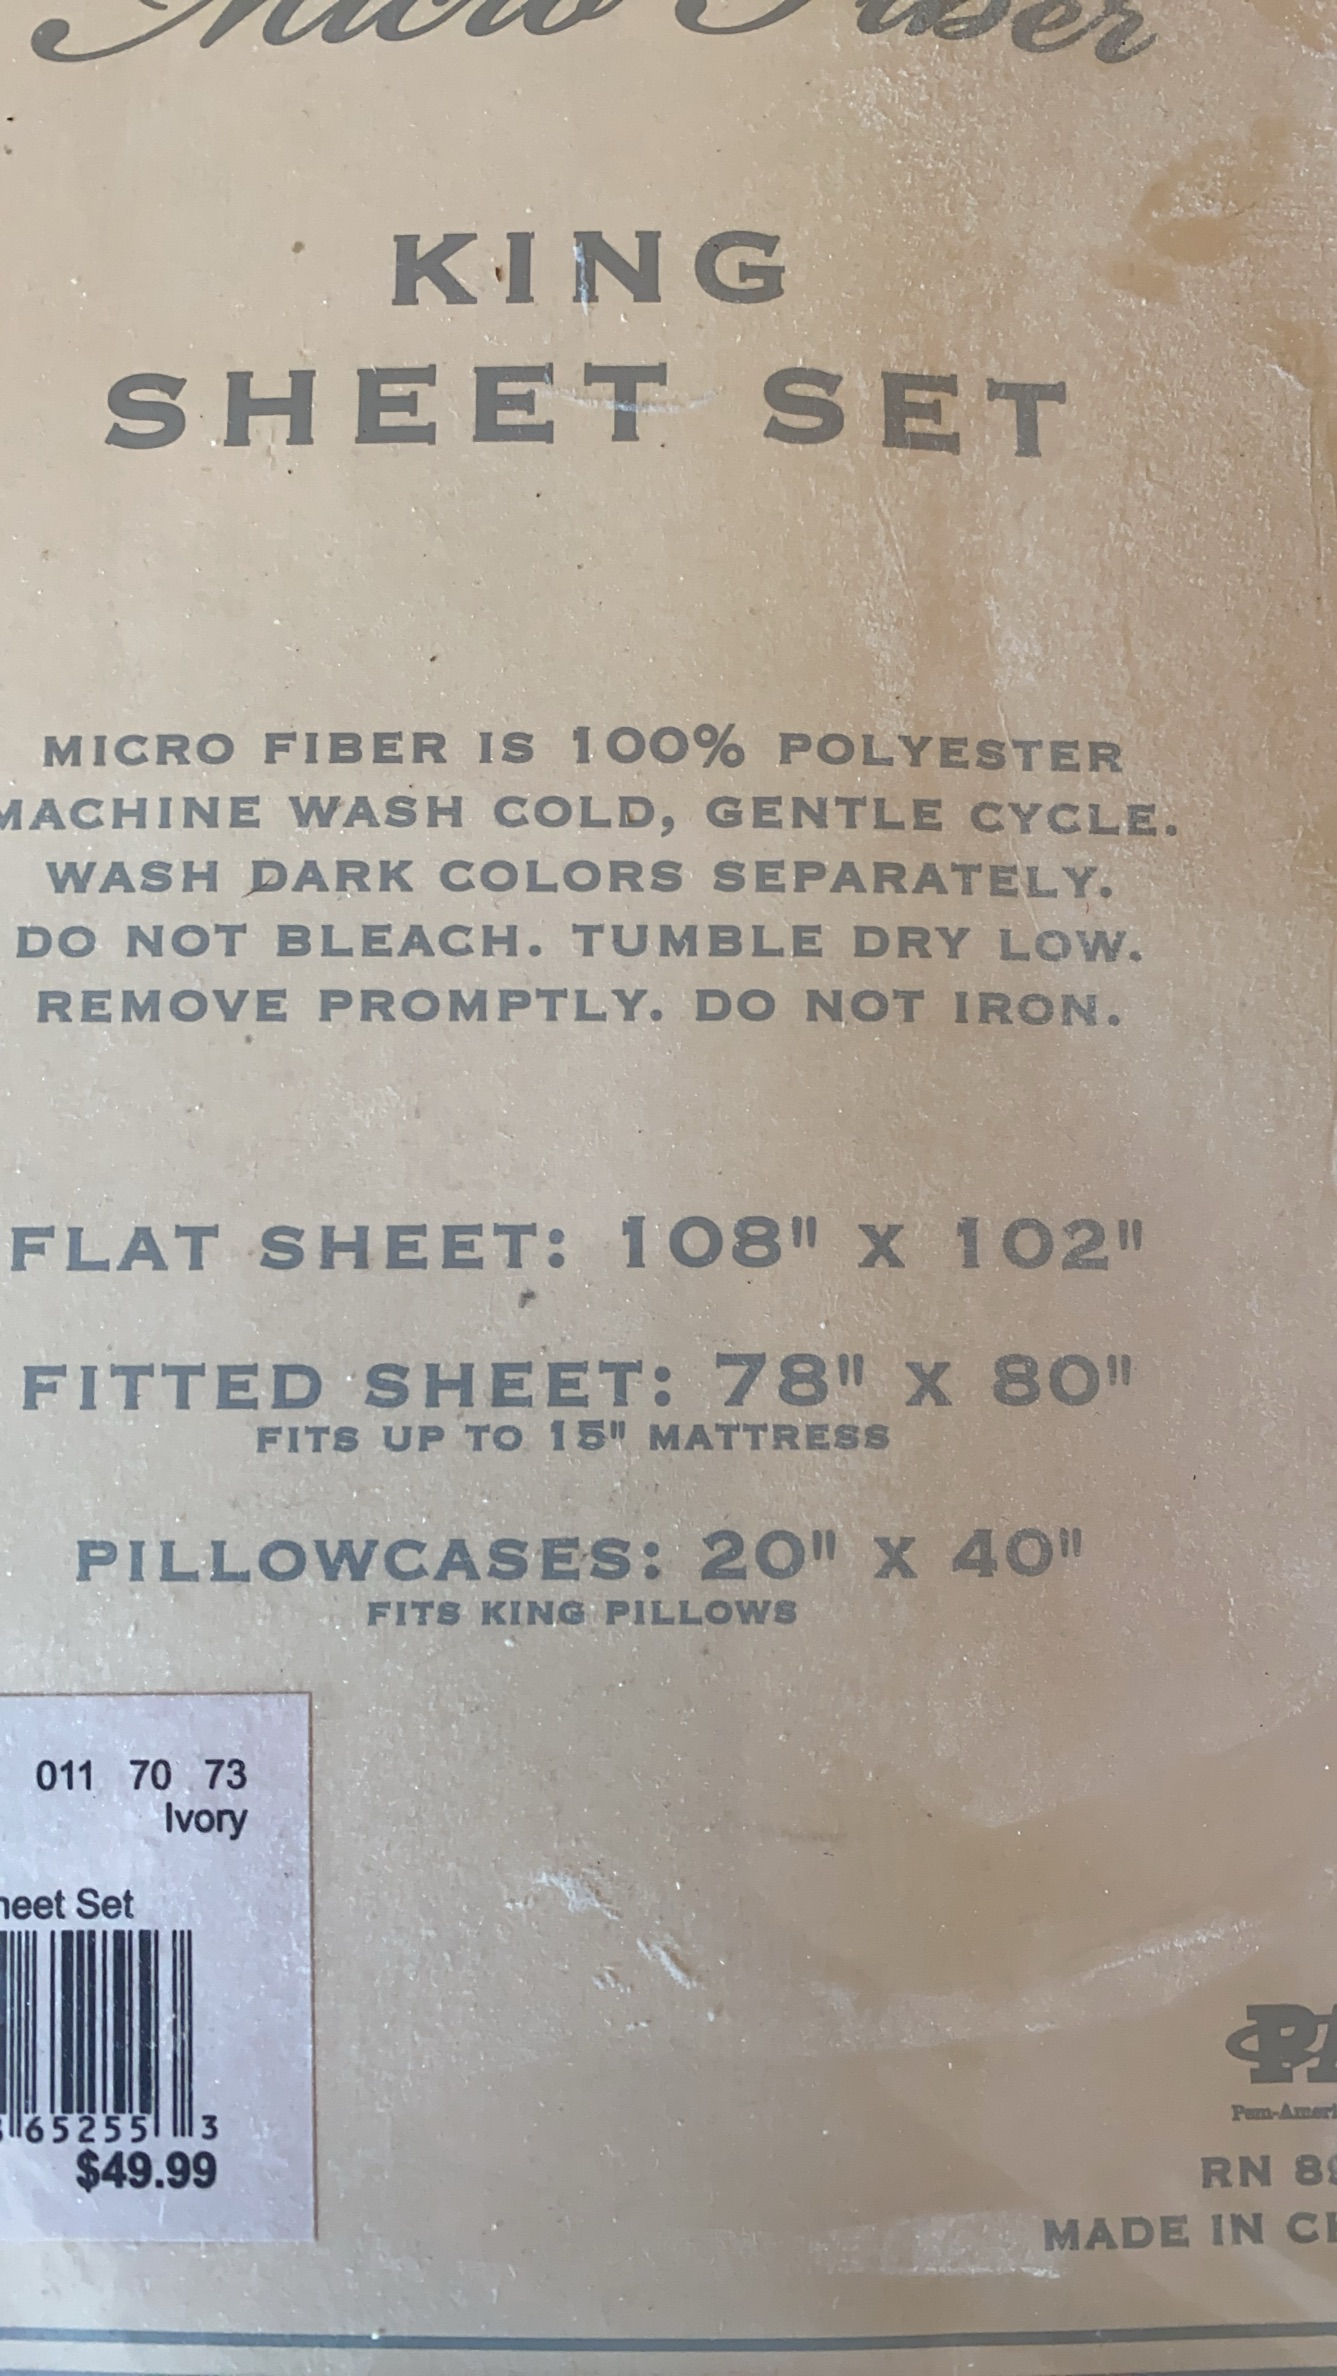 Micro Fiber
KING
SHEET SET
MICRO FIBER IS 100% POLYESTER
MACHINE WASH COLD, GENTLE CYCLE.
WASH DARK COLORS SEPARATELY.
DO NOT BLEACH. TUMBLE DRY LOW.
REMOVE PROMPTLY. DO NOT IRON.
FLAT SHEET: 108" X 102"
FITTED SHEET: 78" X 80"
FITS UP TO 15" MATTRESS
PILLOWCASES: 20" X 40"
FITS KING PILLOWS
011 70 73
Ivory
heet Set
65255 3
$49.99
RN 8
MADE IN C